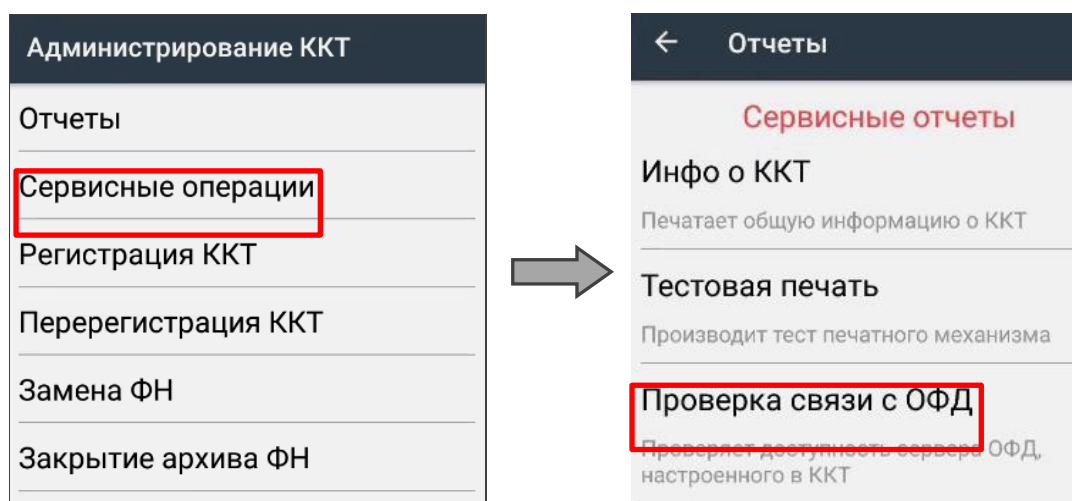 Администрирование ККТ
Отчеты
Сервисные операции
Регистрация ККТ
Перерегистрация ККТ
Замена ФН
Закрытие архива ФН
Отчеты
Сервисные отчеты
Инфо о ККТ
Печатает общую информацию о ККТ
Тестовая печать
Производит тест печатного механизма
Проверка связи с ОФД
Проверяет доступность сервера ОФД,
настроенного в ККТ